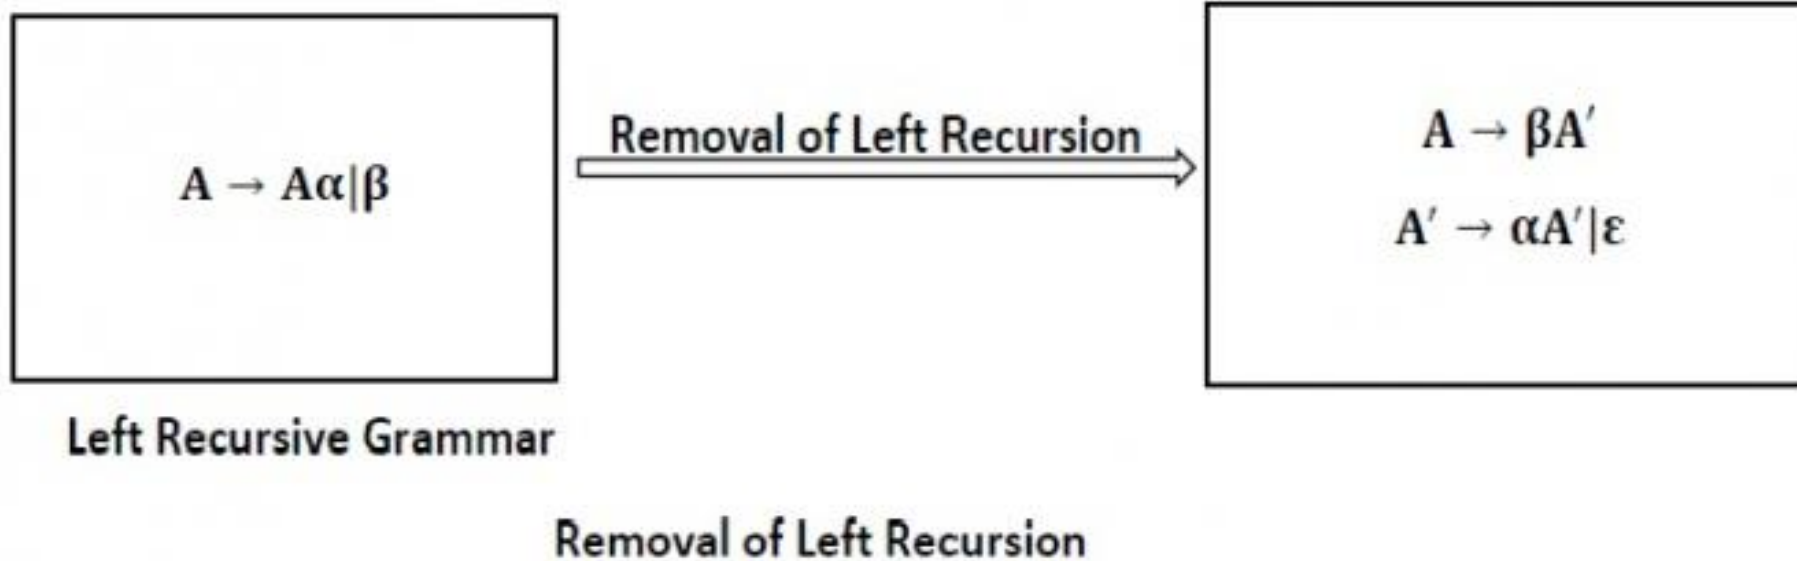 A → Aα|β
Removal of Left Recursion
A → βA′
A′ → αA′|ε
Left Recursive Grammar
Removal of Left Recursion